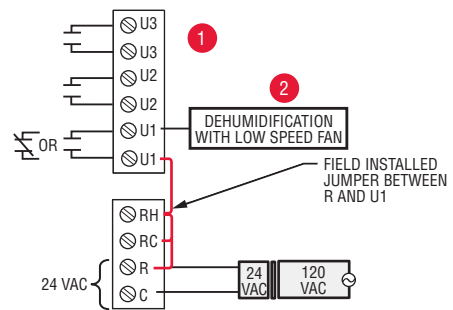 U3
1
U3
U2
2
U2
U1
DEHUMIDIFICATION
WITH LOW SPEED FAN
OR
U1
FIELD INSTALLED
JUMPER BETWEEN
R AND U1
RH
RC
R
24 VAC
24
VAC
120
VAC
C